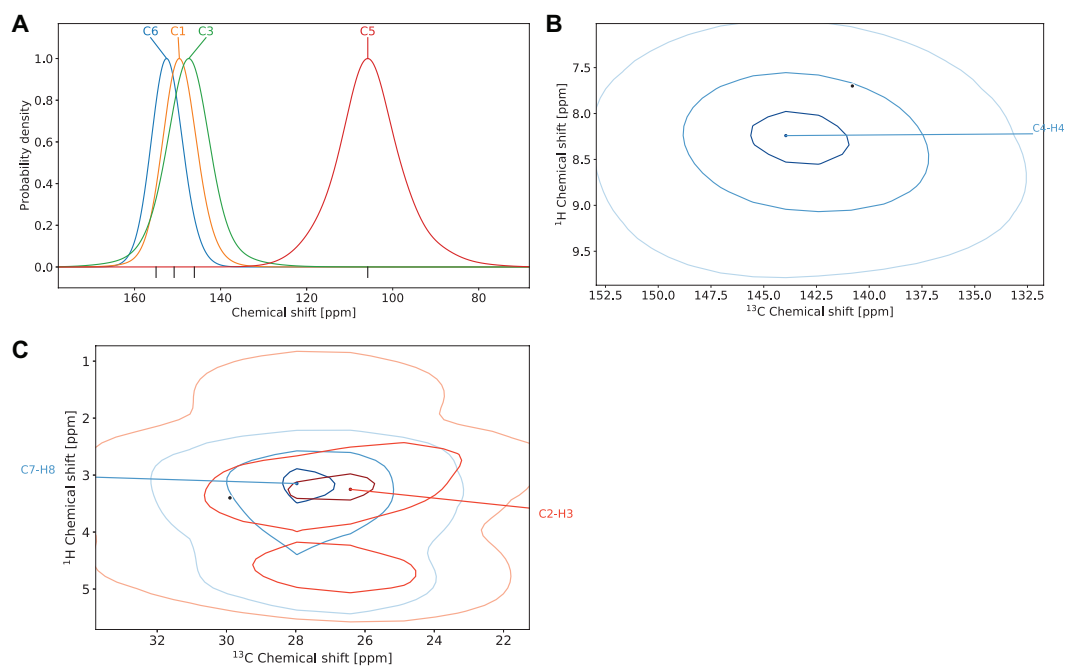 A
C6 C1 C3 C5
1.0
0.8
0.6
0.4
0.2
0.0
Probability density
160 140 120 100 80
Chemical shift [ppm]
B
7.5
8.0
8.5
9.0
9.5
¹H Chemical shift [ppm]
C4-H4
152.5 150.0 147.5 145.0 142.5 140.0 137.5 135.0 132.5
¹³C Chemical shift [ppm]
C
1
2
3
4
5
¹H Chemical shift [ppm]
C7-H8
C2-H3
32 30 28 26 24 22
¹³C Chemical shift [ppm]